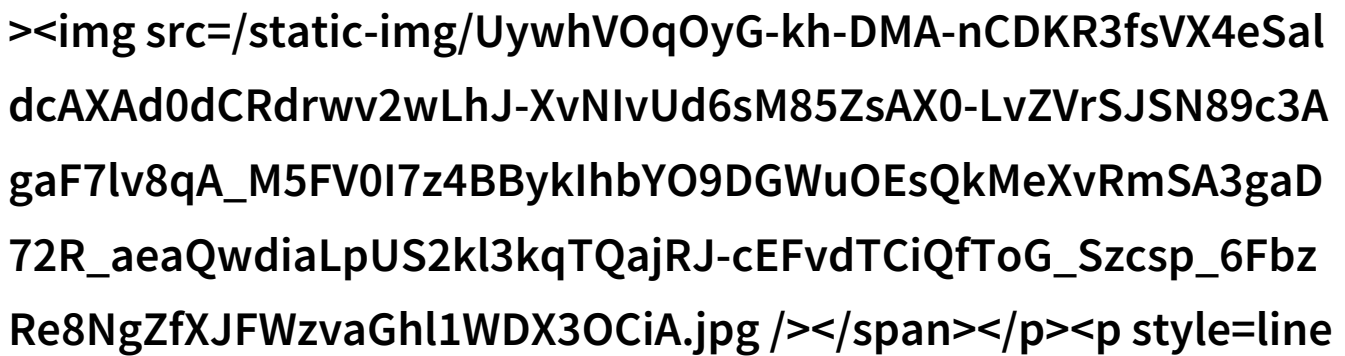 ><img src=/static-img/UywhVOqOyG-kh-DMA-nCDKR3fsVX4eSal
dcAXAd0dCRdrwv2wLhJ-XvNIvUd6sM85ZsAX0-LvZVrSJSN89c3A
gaF7lv8qA_M5FV0I7z4BBykIhbYO9DGWuOEsQkMeXvRmSA3gaD
72R_aeaQwdiaLpUS2kl3kqTQajRJ-cEFvdTCiQfToG_Szcsp_6Fbz
Re8NgZfXJFWzvaGhl1WDX3OCiA.jpg /></span></p><p style=line